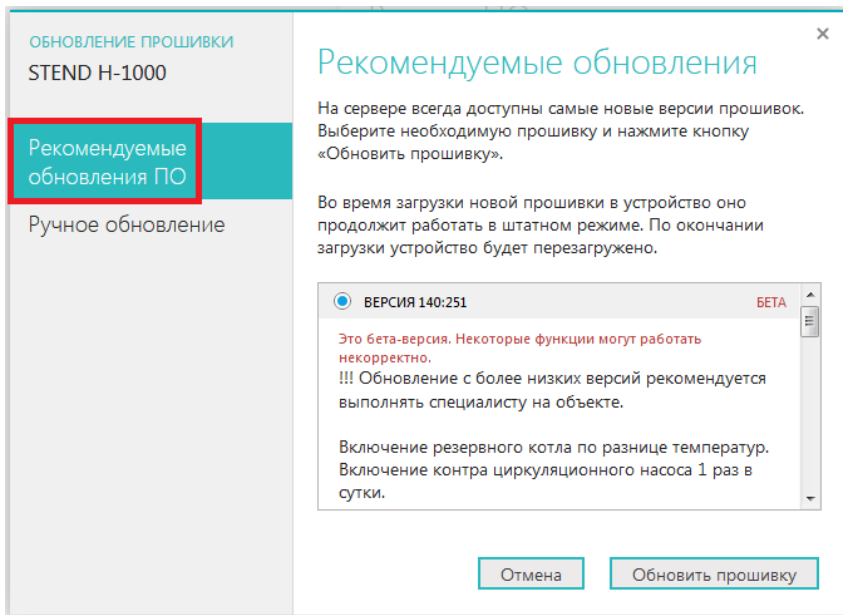 ОБНОВЛЕНИЕ ПРОШИВКИ
STEND H-1000
Рекомендуемые
обновления ПО
Ручное обновление
Рекомендуемые обновления
На сервере всегда доступны самые новые версии прошивок.
Выберите необходимую прошивку и нажмите кнопку
«Обновить прошивку».
Во время загрузки новой прошивки в устройство оно
продолжит работать в штатном режиме. По окончании
загрузки устройство будет перезагружено.
ВЕРСИЯ 140:251 БЕТА
Это бета-версия. Некоторые функции могут работать
некорректно.
!!! Обновление с более низких версий рекомендуется
выполнять специалисту на объекте.
Включение резервного котла по разнице температур.
Включение контра циркуляционного насоса 1 раз в
сутки.
Отмена Обновить прошивку